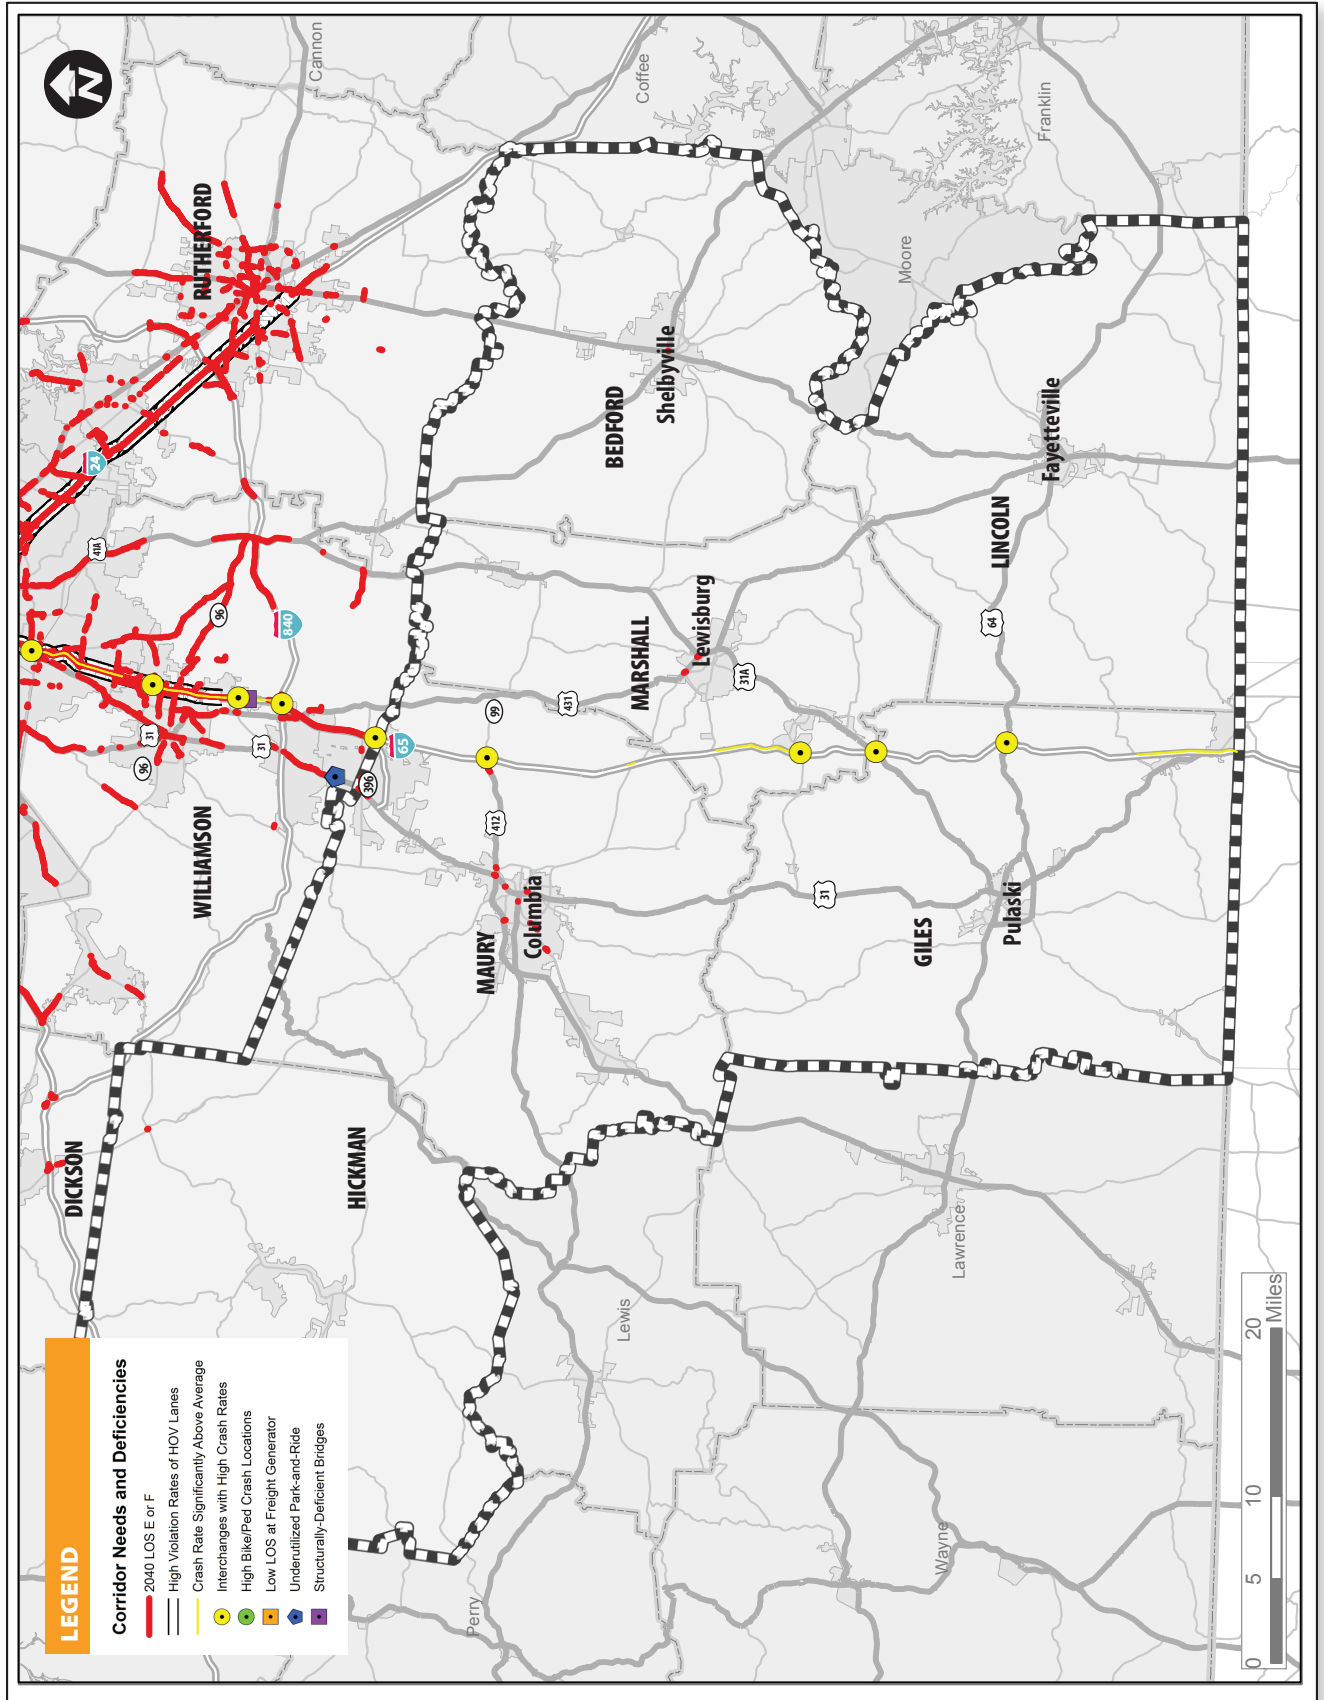 LEGEND
Corridor Needs and Deficiencies
2040 LOS E or F
High Violation Rates of HOV Lanes
Crash Rate Significantly Above Average
Interchanges with High Crash Rates
High Bike/Ped Crash Locations
Low LOS at Freight Generator
Underutilized Park-and-Ride
Structurally-Deficient Bridges
N
DICKSON
HICKMAN
WILLIAMSON
RUTHERFORD
Cannon
Coffee
Franklin
Moore
BEDFORD
Shelbyville
MARSHALL
Lewisburg
LINCOLN
Fayetteville
MAURY
Columbia
GILES
Pulaski
Perry
Lewis
Lawrence
Wayne
24
41A
96
840
31
96
31
65
396
99
431
412
31A
64
31
0
5
10
20
Miles